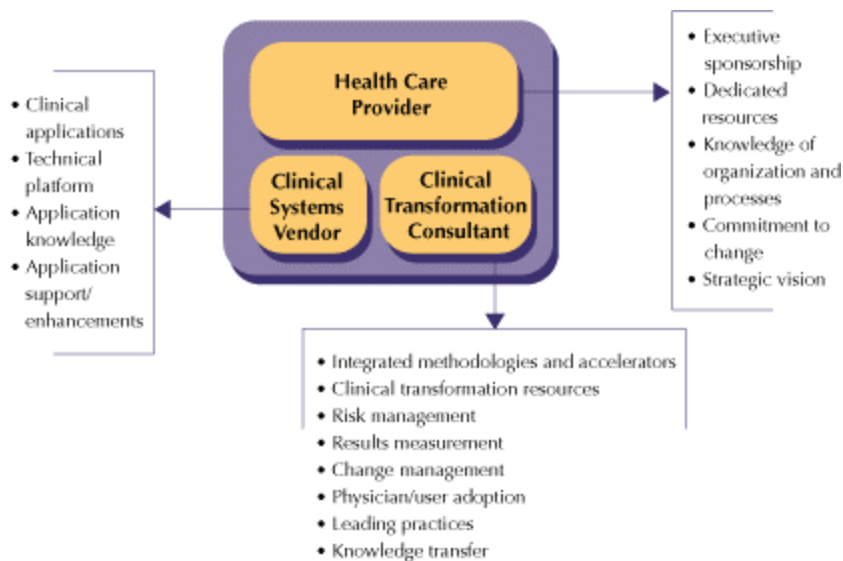 Health Care
Provider
Clinical
Systems
Vendor
Clinical
Transformation
Consultant
• Clinical
applications
• Technical
platform
• Application
knowledge
• Application
support/
enhancements
• Executive
sponsorship
• Dedicated
resources
• Knowledge of
organization and
processes
• Commitment to
change
• Strategic vision
• Integrated methodologies and accelerators
• Clinical transformation resources
• Risk management
• Results measurement
• Change management
• Physician/user adoption
• Leading practices
• Knowledge transfer